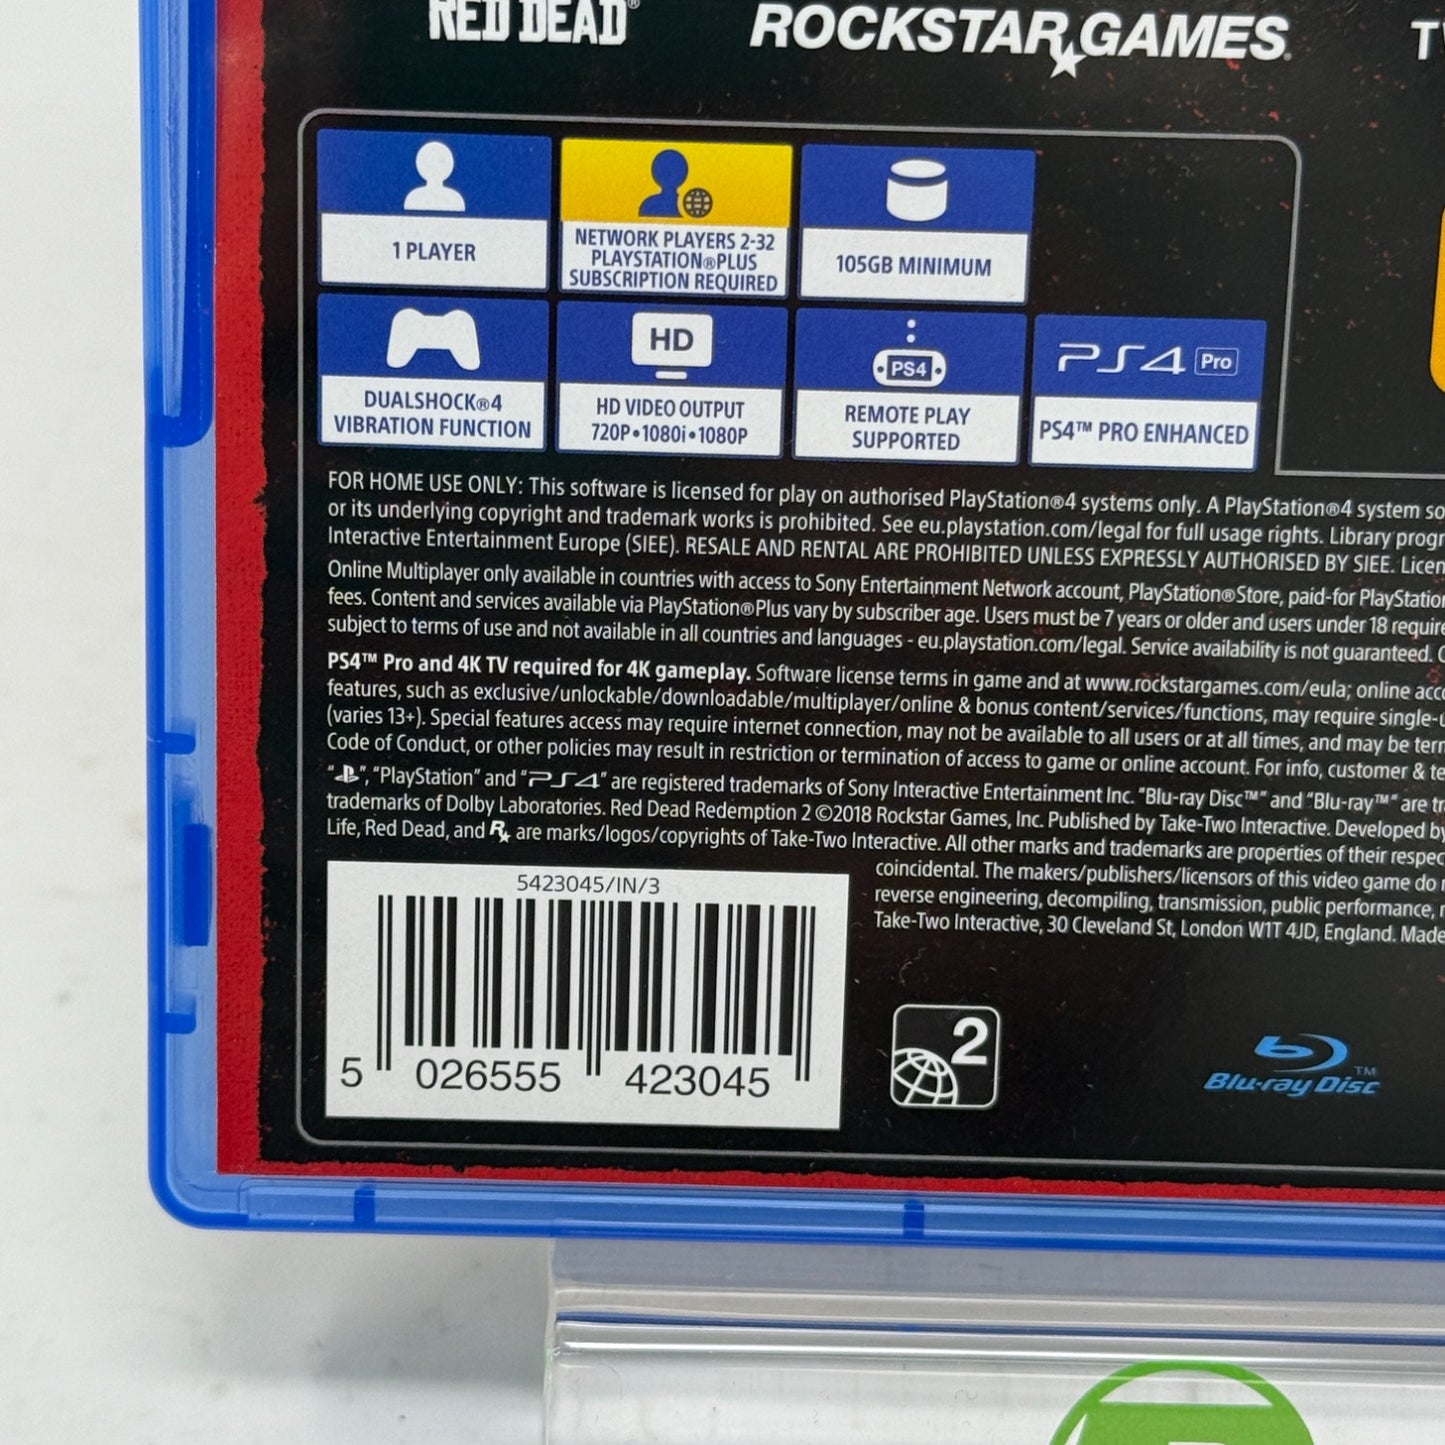 RED DEAD®
ROCKSTAR GAMES.
1 PLAYER
NETWORK PLAYERS 2-32
PLAYSTATION®PLUS
SUBSCRIPTION REQUIRED
105GB MINIMUM
DUALSHOCK®4
VIBRATION FUNCTION
HD
HD VIDEO OUTPUT
720P•1080i•1080P
PS4
REMOTE PLAY
SUPPORTED
PS4 Pro
PS4™ PRO ENHANCED
FOR HOME USE ONLY: This software is licensed for play on authorised PlayStation®4 systems only. A PlayStation®4 system
or its underlying copyright and trademark works is prohibited. See eu.playstation.com/legal for full usage rights. Library
Interactive Entertainment Europe (SIEE). RESALE AND RENTAL ARE PROHIBITED UNLESS EXPRESSLY AUTHORISED BY SIEE.
Online Multiplayer only available in countries with access to Sony Entertainment Network account, PlayStation®Store, paid-for
fees. Content and services available via PlayStation®Plus vary by subscriber age. Users must be 7 years or older and users under 18
subject to terms of use and not available in all countries and languages - eu.playstation.com/legal. Service availability is not guaranteed.
PS4™ Pro and 4K TV required for 4K gameplay. Software license terms in game and at www.rockstargames.com/eula; online
features, such as exclusive/unlockable/downloadable/multiplayer/online & bonus content/services/functions, may require
(varies 13+). Special features access may require internet connection, may not be available to all users or at all times, and may be
Code of Conduct, or other policies may result in restriction or termination of access to game or online account. For info, customer &
"", "PlayStation" and "PS4" are registered trademarks of Sony Interactive Entertainment Inc. "Blu-ray Disc™" and "Blu-ray™" are
trademarks of Dolby Laboratories. Red Dead Redemption 2 ©2018 Rockstar Games, Inc. Published by Take-Two Interactive. Developed by
Life, Red Dead, and R★ are marks/logos/copyrights of Take-Two Interactive. All other marks and trademarks are properties of their
coincidental. The makers/publishers/licensors of this video game do
reverse engineering, decompiling, transmission, public performance,
Take-Two Interactive, 30 Cleveland St, London W1T 4JD, England. Made
5423045/IN/3
5 026555 423045
2
Blu-ray Disc™